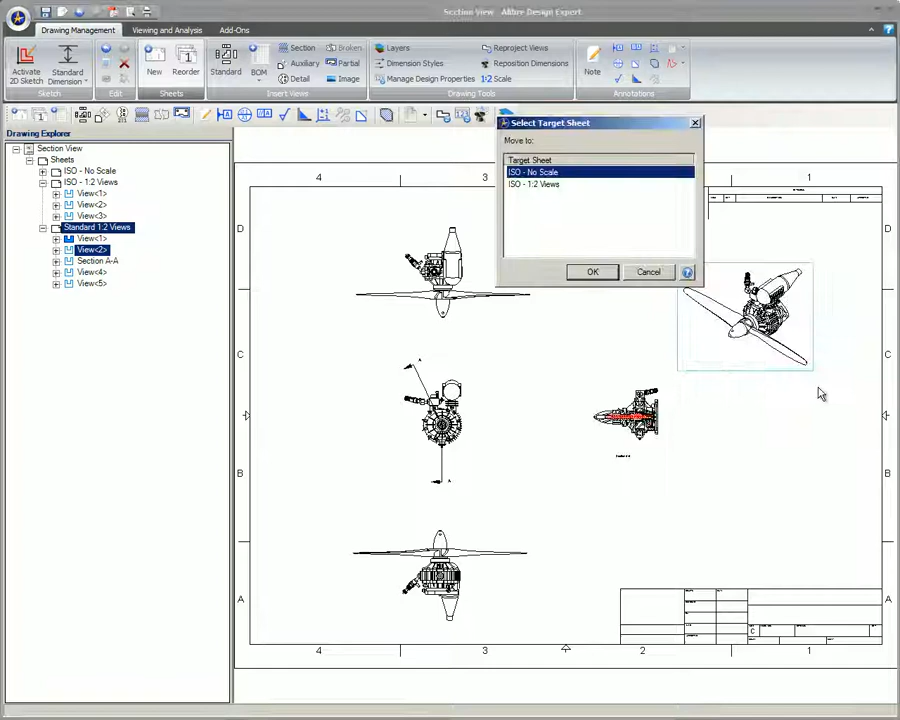 Section View - Alibre Design Expert
Drawing Management
Viewing and Analysis
Add-Ons
Activate 2D Sketch
Standard Dimension
Sketch
Edit
New
Reorder
Sheets
Standard
BOM
Section
Auxiliary
Detail
Broken
Partial
Image
Insert Views
Layers
Dimension Styles
Manage Design Properties
Reproject Views
Reposition Dimensions
1:2 Scale
Drawing Tools
Note
Annotations
Drawing Explorer
Section View
Sheets
ISO - No Scale
ISO - 1:2 Views
View<1>
View<2>
View<3>
Standard 1:2 Views
View<1>
View<2>
Section A-A
View<4>
View<5>
Select Target Sheet
Move to:
Target Sheet
ISO - No Scale
ISO - 1:2 Views
OK
Cancel
4
3
1
D
D
C
C
B
B
A
A
A
A
C
4
3
2
1